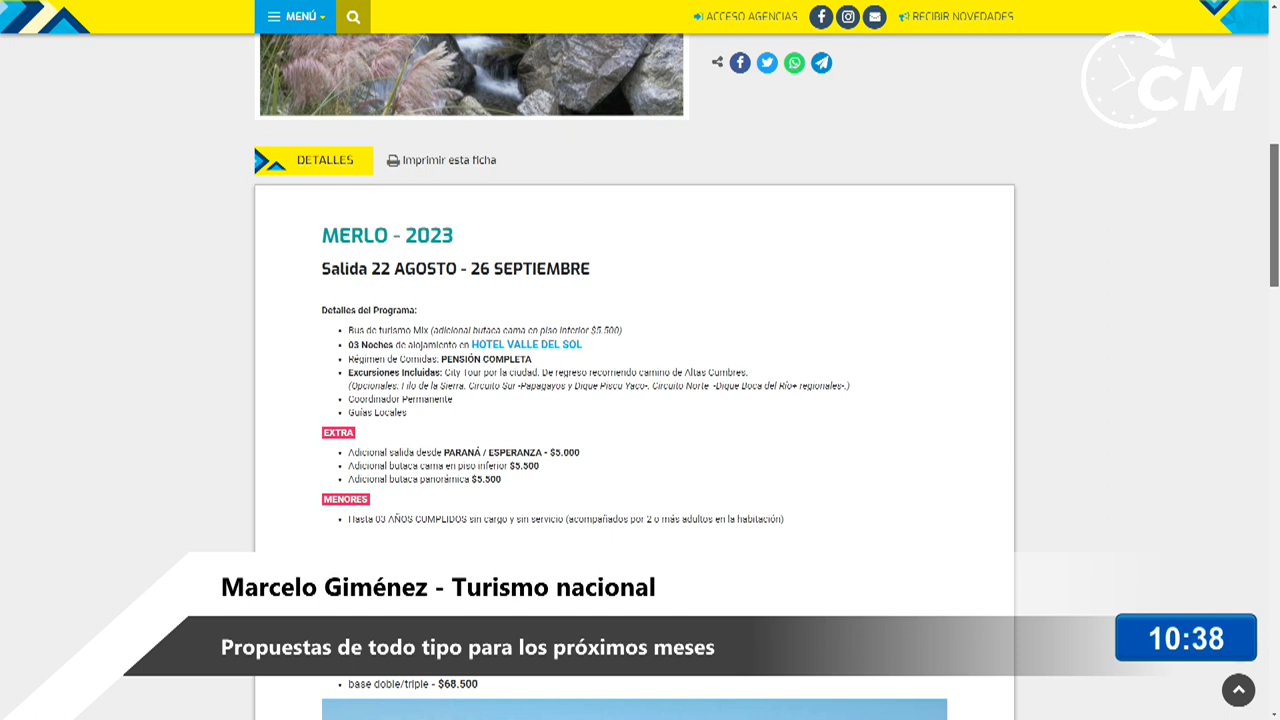 MENÚ
ACCESO AGENCIAS
RECIBIR NOVEDADES
CM
DETALLES
Imprimir esta ficha
MERLO - 2023
Salida 22 AGOSTO - 26 SEPTIEMBRE
Detalles del Programa:
Bus de turismo Mix (adicional butaca cama en piso inferior $5.500)
03 Noches de alojamiento en HOTEL VALLE DEL SOL
Régimen de Comidas: PENSIÓN COMPLETA
Excursiones Incluidas: City Tour por la ciudad. De regreso recorriendo camino de Altas Cumbres.
(Opcionales: Filo de la Sierra. Circuito Sur -Papagayos y Dique Piscu Yaco-. Circuito Norte -Dique Boca del Río+ regionales-.)
Coordinador Permanente
Guías Locales
EXTRA
Adicional salida desde PARANÁ / ESPERANZA - $5.000
Adicional butaca cama en piso inferior $5.500
Adicional butaca panorámica $5.500
MENORES
Hasta 03 AÑOS CUMPLIDOS sin cargo y sin servicio (acompañados por 2 o más adultos en la habitación)
Marcelo Giménez - Turismo nacional
Propuestas de todo tipo para los próximos meses
10:38
base doble/triple - $68.500